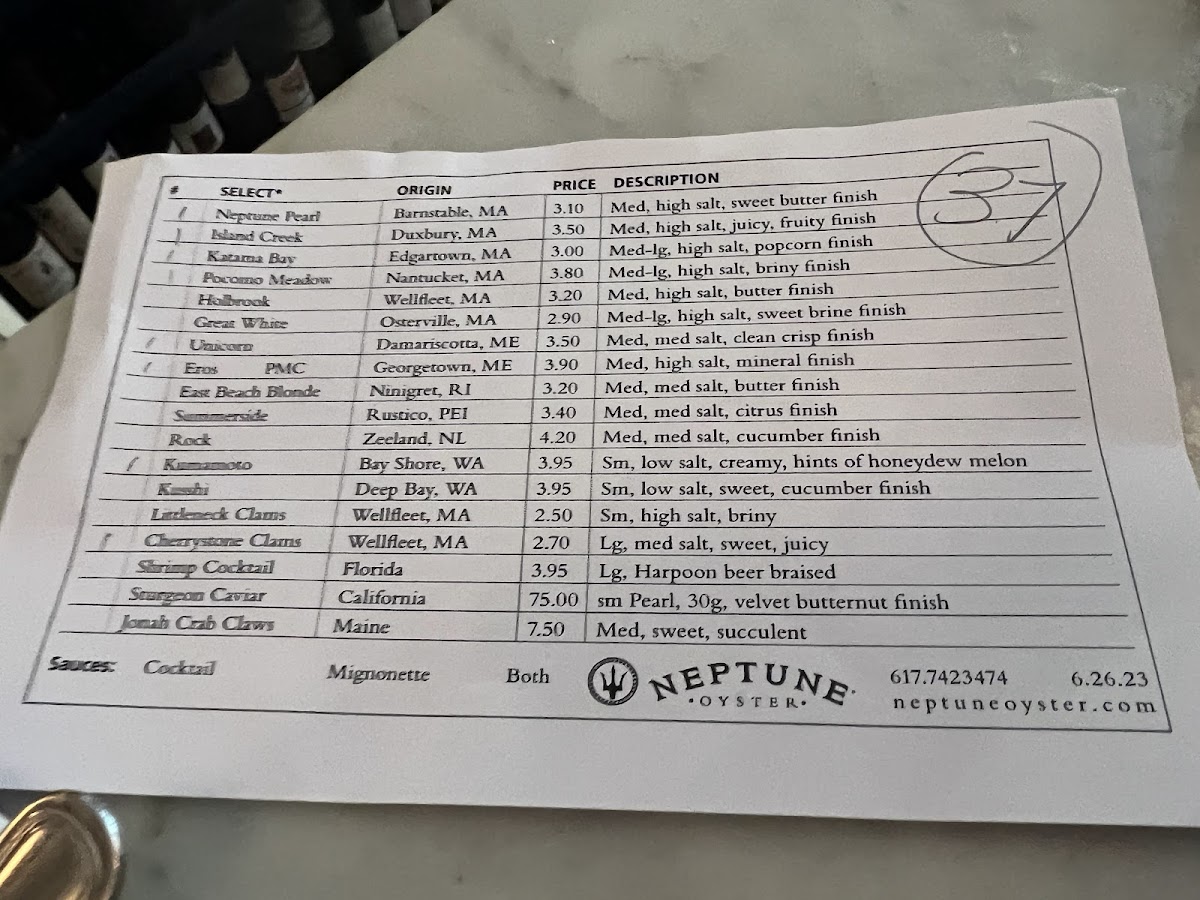 # SELECT* ORIGIN PRICE DESCRIPTION
37
1 Neptune Pearl Barnstable, MA 3.10 Med, high salt, sweet butter finish
1 Island Creek Duxbury, MA 3.50 Med, high salt, juicy, fruity finish
1 Katama Bay Edgartown, MA 3.00 Med-lg, high salt, popcorn finish
1 Pocomo Meadow Nantucket, MA 3.80 Med-lg, high salt, briny finish
Holbrook Wellfleet, MA 3.20 Med, high salt, butter finish
Great White Osterville, MA 2.90 Med-lg, high salt, sweet brine finish
1 Unicorn Damariscotta, ME 3.50 Med, med salt, clean crisp finish
1 Eros PMC Georgetown, ME 3.90 Med, high salt, mineral finish
East Beach Blonde Ninigret, RI 3.20 Med, med salt, butter finish
Summerside Rustico, PEI 3.40 Med, med salt, citrus finish
Rock Zeeland, NL 4.20 Med, med salt, cucumber finish
1 Kumamoto Bay Shore, WA 3.95 Sm, low salt, creamy, hints of honeydew melon
Kusshi Deep Bay, WA 3.95 Sm, low salt, sweet, cucumber finish
Littleneck Clams Wellfleet, MA 2.50 Sm, high salt, briny
1 Cherrystone Clams Wellfleet, MA 2.70 Lg, med salt, sweet, juicy
Shrimp Cocktail Florida 3.95 Lg, Harpoon beer braised
Sturgeon Caviar California 75.00 sm Pearl, 30g, velvet butternut finish
Jonah Crab Claws Maine 7.50 Med, sweet, succulent
Sauces: Cocktail Mignonette Both NEPTUNE 617.7423474 6.26.23
•OYSTER• neptuneoyster.com